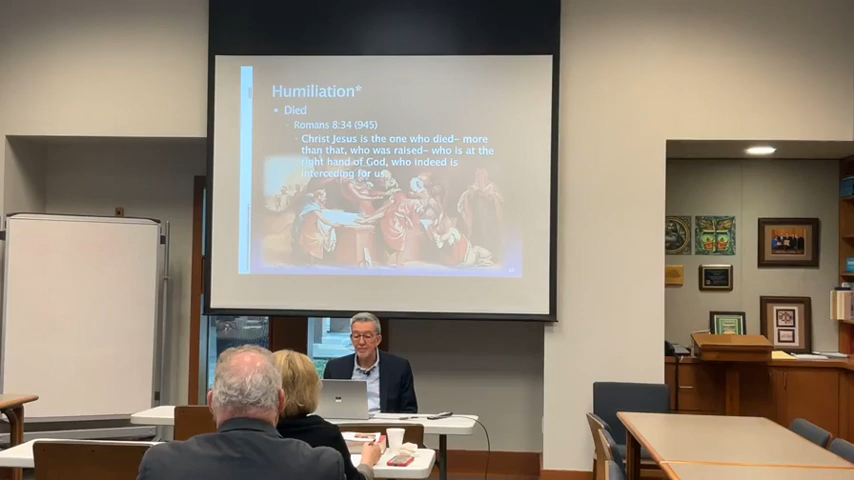 Humiliation*
Died
Romans 8:34 (945)
Christ Jesus is the one who died– more
than that, who was raised– who is at the
right hand of God, who indeed is
interceding for us.